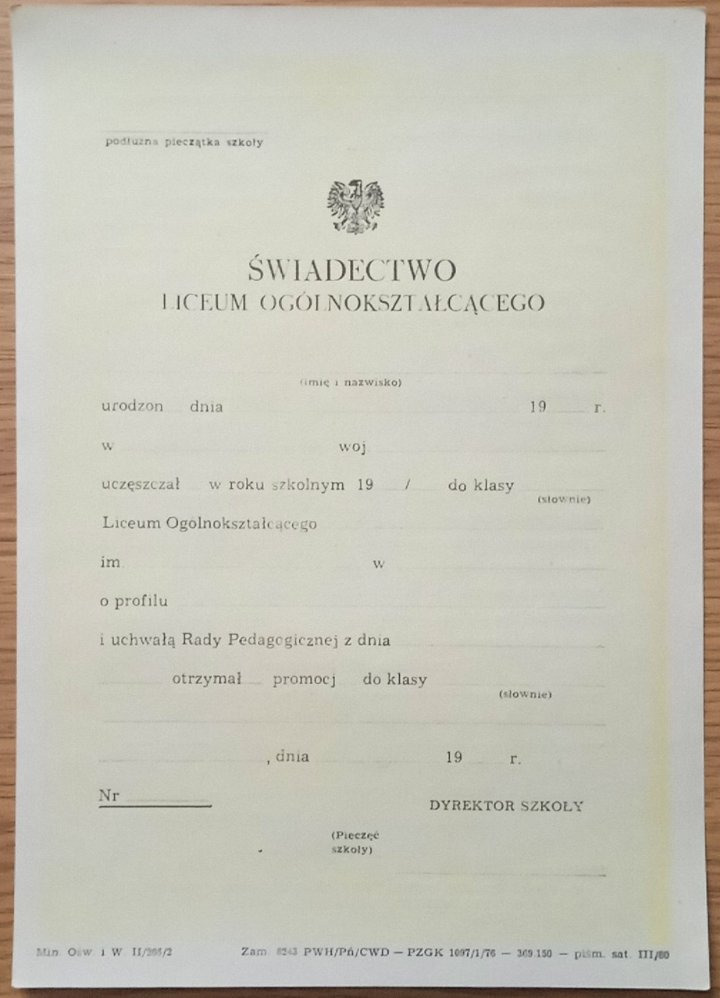 podłużna pieczątka szkoły
ŚWIADECTWO
LICEUM OGÓLNOKSZTAŁCĄCEGO
(imię i nazwisko)
urodzon dnia 19 r.
w woj
uczęszczał w roku szkolnym 19 / do klasy
(słownie)
Liceum Ogólnokształcącego
im. w
o profilu
i uchwałą Rady Pedagogicznej z dnia
otrzymał promocj do klasy
(słownie)
, dnia 19 r.
Nr
DYREKTOR SZKOŁY
(Pieczęć
szkoły)
Min. Ośw. i W. II/205/2 Zam. 8243 PWH/Pń/CWD — PZGK 1097/1/76 — 369.150 — piśm. sat. III/80